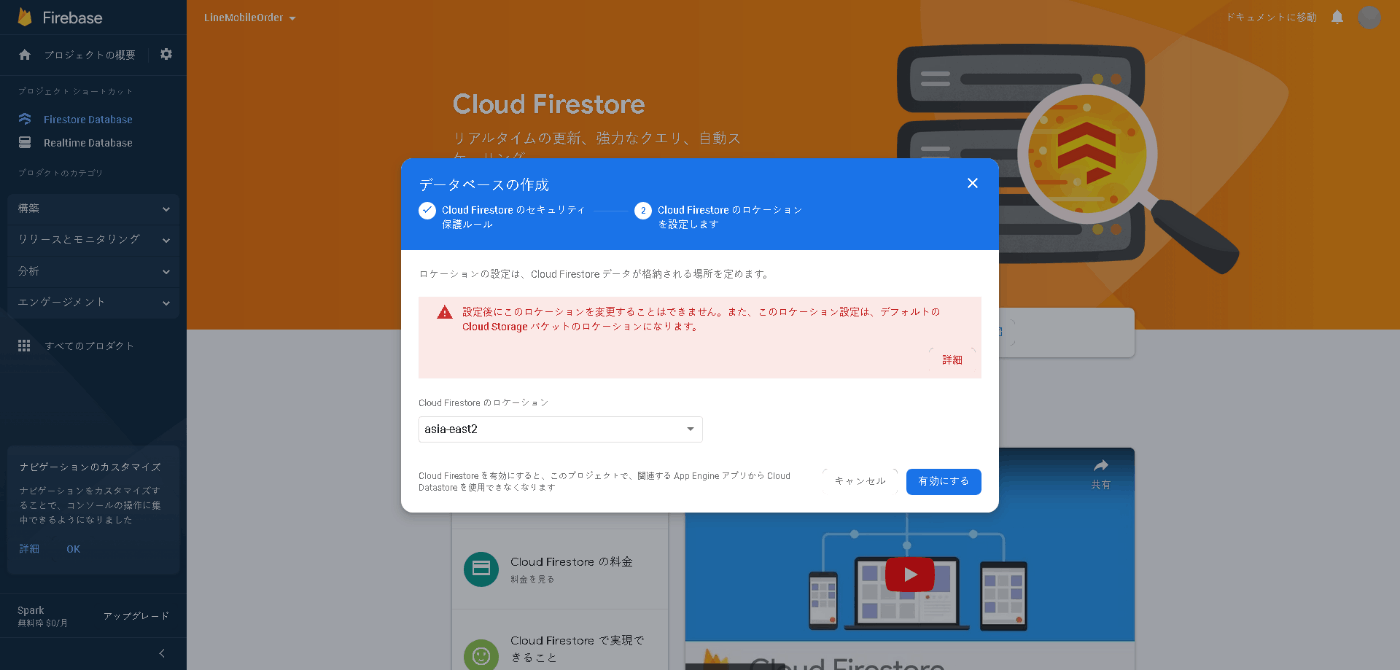 Firebase
LineMobileOrder
ドキュメントに移動
プロジェクトの概要
プロジェクト ショートカット
Firestore Database
Realtime Database
プロダクトのカテゴリ
構築
リリースとモニタリング
分析
エンゲージメント
すべてのプロダクト
ナビゲーションのカスタマイズ
ナビゲーションをカスタマイズす
ることで、コンソールの操作に集
中できるようになりました
詳細
OK
Spark
無料枠 $0/月
アップグレード
Cloud Firestore
リアルタイムの更新、強力なクエリ、自動ス
ケーリング
データベースの作成
Cloud Firestore のセキュリティ
保護ルール
2
Cloud Firestore のロケーション
を設定します
ロケーションの設定は、Cloud Firestore データが格納される場所を定めます。
設定後にこのロケーションを変更することはできません。また、このロケーション設定は、デフォルトの
Cloud Storage バケットのロケーションになります。
詳細
Cloud Firestore のロケーション
asia-east2
Cloud Firestore を有効にすると、このプロジェクトで、関連する App Engine アプリから Cloud
Datastore を使用できなくなります
キャンセル
有効にする
共有
Cloud Firestore の料金
料金を見る
Cloud Firestore で実現で
きること
Cloud Firestore